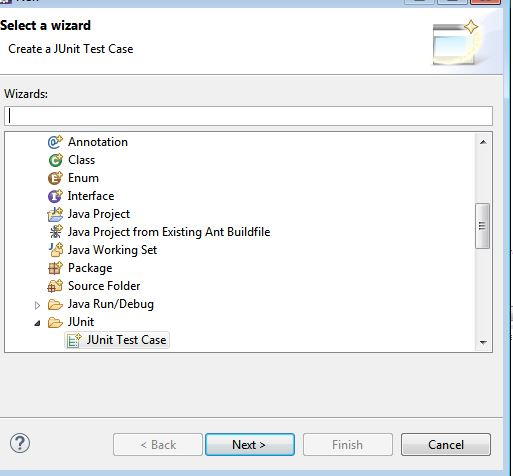 Select a wizard
Create a JUnit Test Case
Wizards:
Annotation
Class
Enum
Interface
Java Project
Java Project from Existing Ant Buildfile
Java Working Set
Package
Source Folder
Java Run/Debug
JUnit
JUnit Test Case
< Back
Next >
Finish
Cancel